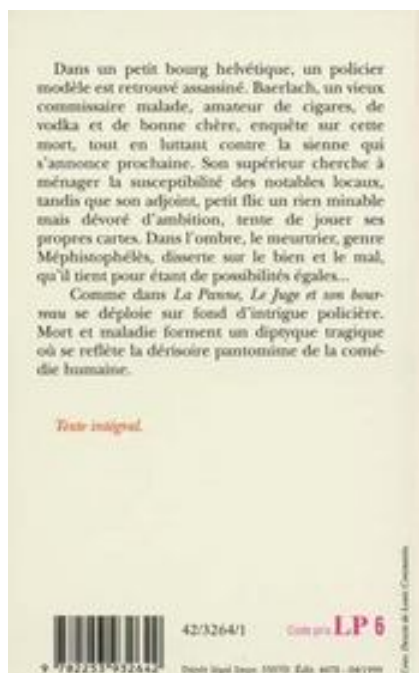 Dans un petit bourg helvétique, un policier
modèle est retrouvé assassiné. Baerlach, un vieux
commissaire malade, amateur de cigares, de
vodka et de bonne chère, enquête sur cette
mort, tout en luttant contre la sienne qui
s'annonce prochaine. Son supérieur cherche à
ménager la susceptibilité des notables locaux,
tandis que son adjoint, petit flic un rien minable
mais dévoré d'ambition, tente de jouer ses
propres cartes. Dans l'ombre, le meurtrier, genre
Méphistophélès, disserte sur le bien et le mal,
qu'il tient pour étant de possibilités égales...
Comme dans La Panne, Le Juge et son bour-
reau se déploie sur fond d'intrigue policière.
Mort et maladie forment un diptyque tragique
où se reflète la dérisoire pantomime de la comé-
die humaine.
Texte intégral.
42/3264/1
Code prix LP 6
9 782253 932642